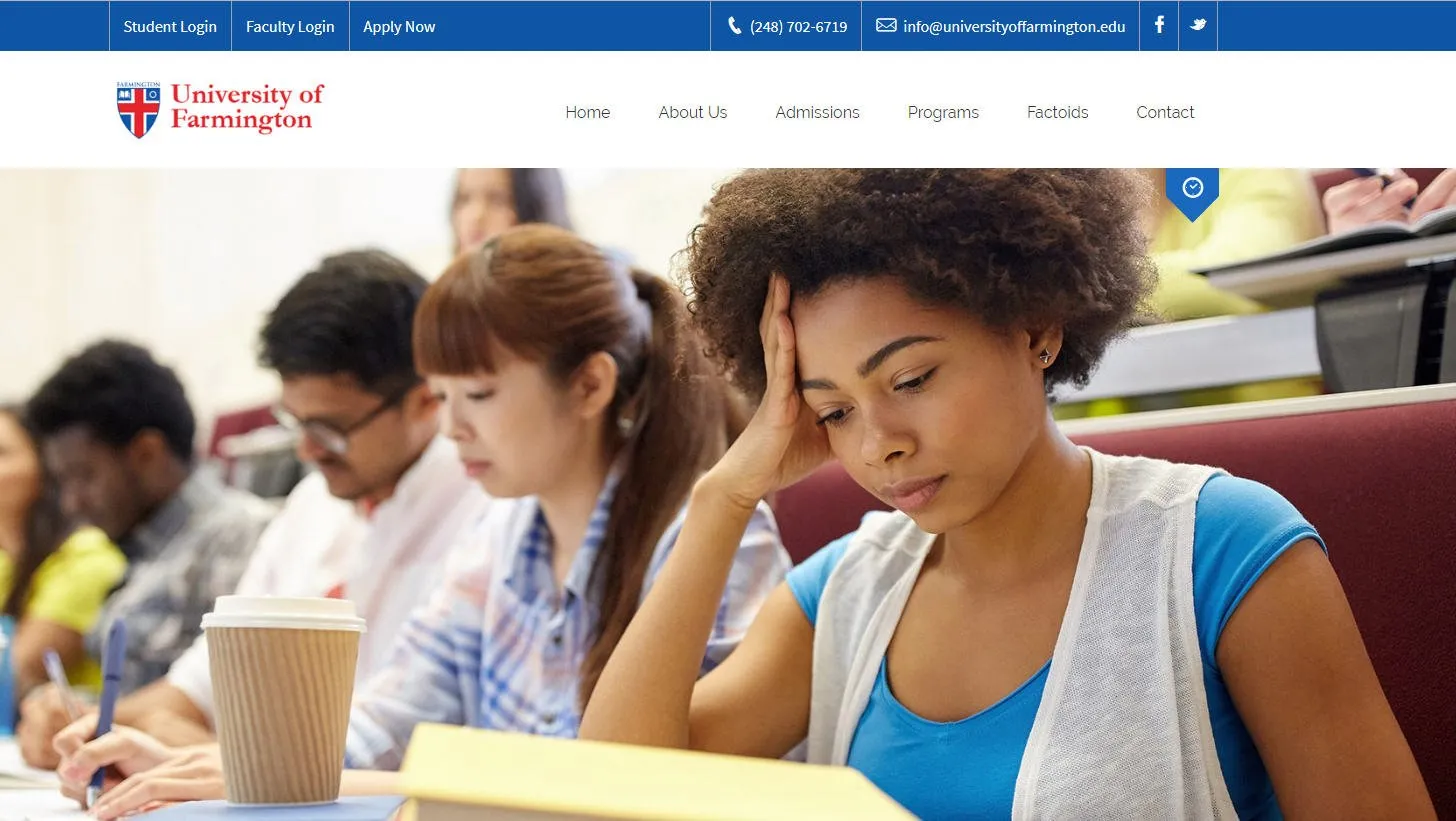 Student Login
Faculty Login
Apply Now
(248) 702-6719
info@universityoffarmington.edu
FARMINGTON
University of
Farmington
Home
About Us
Admissions
Programs
Factoids
Contact